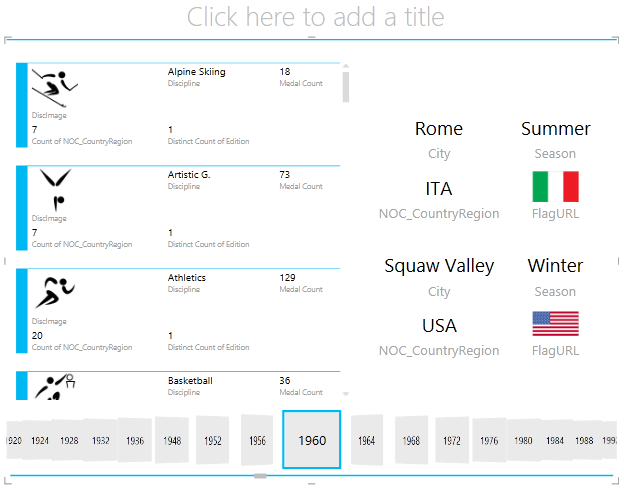 Click here to add a title
Alpine Skiing 18
Discipline Medal Count
DiscImage
7 1
Count of NOC_CountryRegion Distinct Count of Edition
Artistic G. 73
Discipline Medal Count
DiscImage
7 1
Count of NOC_CountryRegion Distinct Count of Edition
Athletics 129
Discipline Medal Count
DiscImage
20 1
Count of NOC_CountryRegion Distinct Count of Edition
Basketball 36
Discipline Medal Count
Rome Summer
City Season
ITA
NOC_CountryRegion FlagURL
Squaw Valley Winter
City Season
USA
NOC_CountryRegion FlagURL
1920 1924 1928 1932 1936 1948 1952 1956 1960 1964 1968 1972 1976 1980 1984 1988 1992